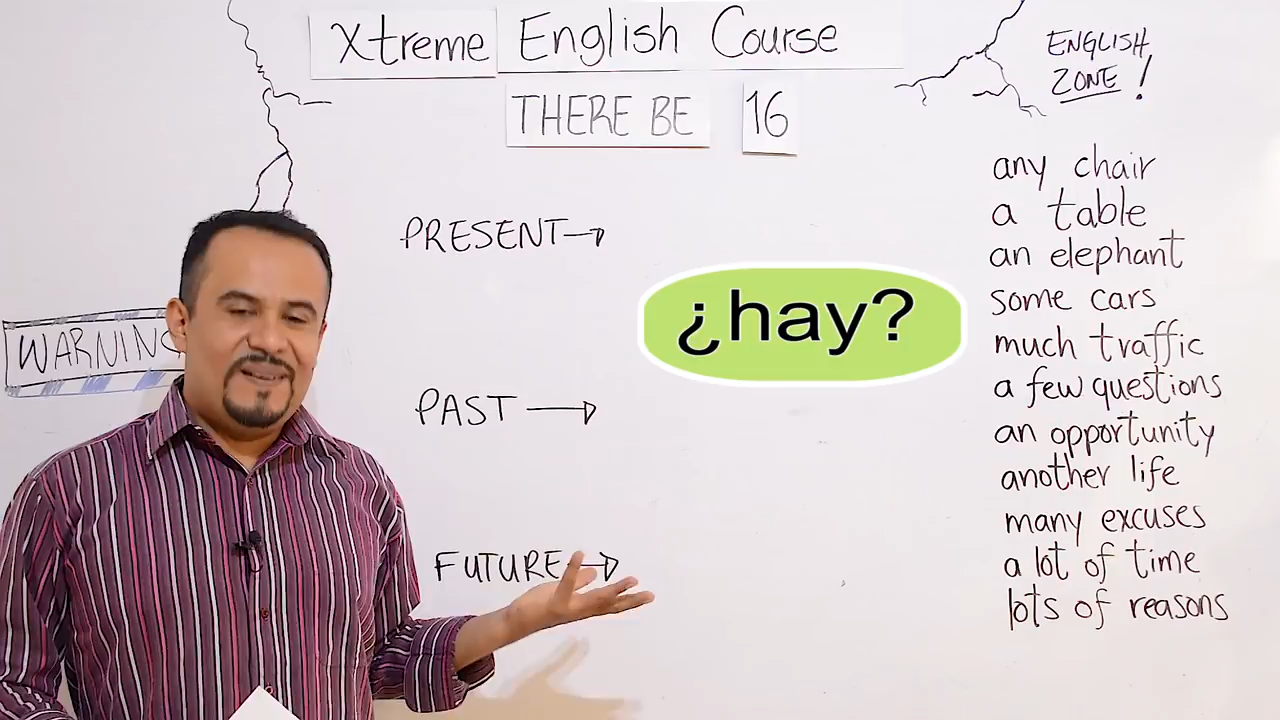 Xtreme English Course
THERE BE 16
ENGLISH
ZONE!
WARNING
PRESENT
¿hay?
PAST
FUTURE
any chair
a table
an elephant
some cars
much traffic
a few questions
an opportunity
another life
many excuses
a lot of time
lots of reasons